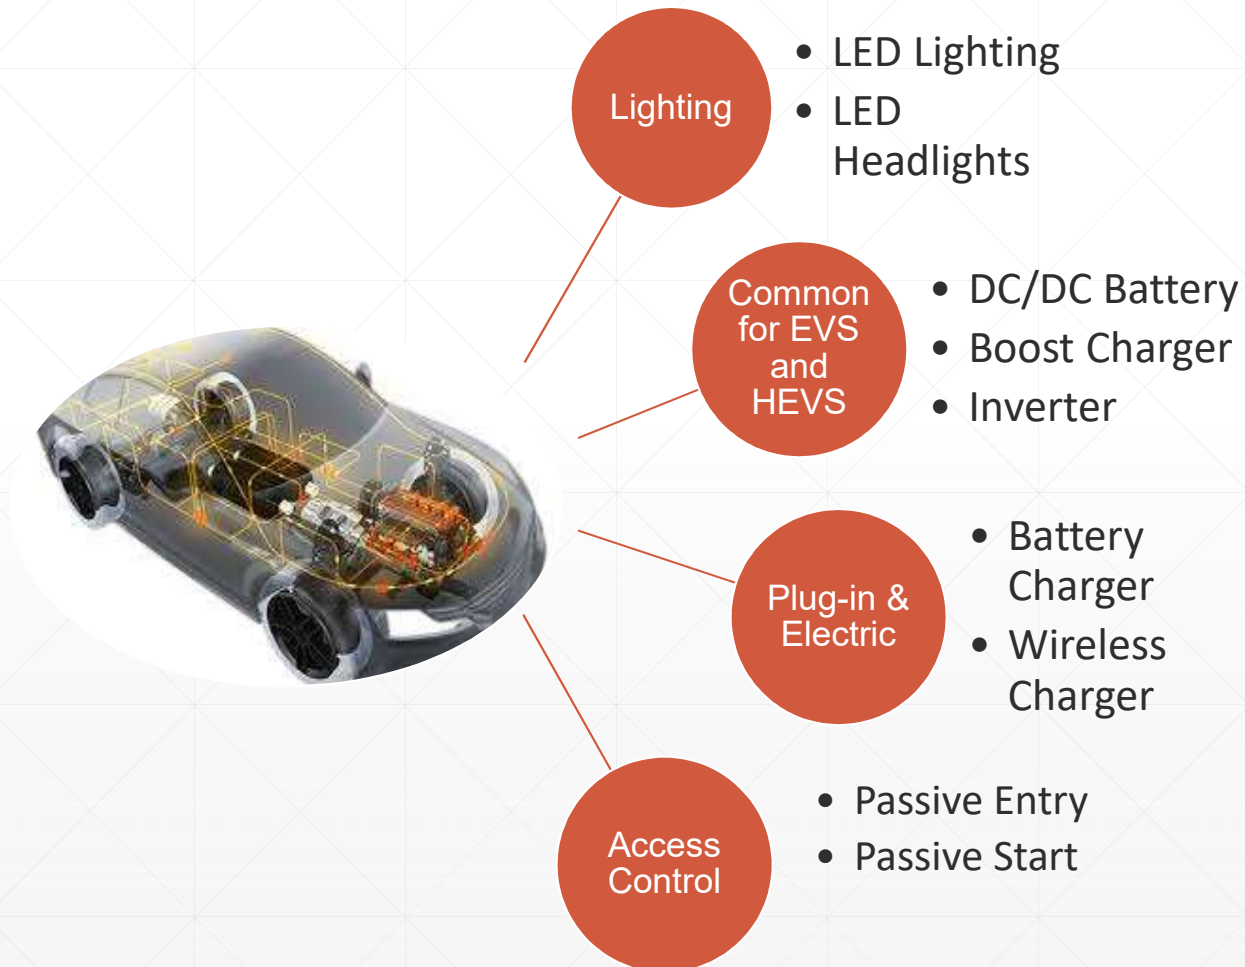 Lighting
• LED Lighting
• LED
Headlights
Common
for EVS
and
HEVS
• DC/DC Battery
• Boost Charger
• Inverter
Plug-in &
Electric
• Battery
Charger
• Wireless
Charger
Access
Control
• Passive Entry
• Passive Start